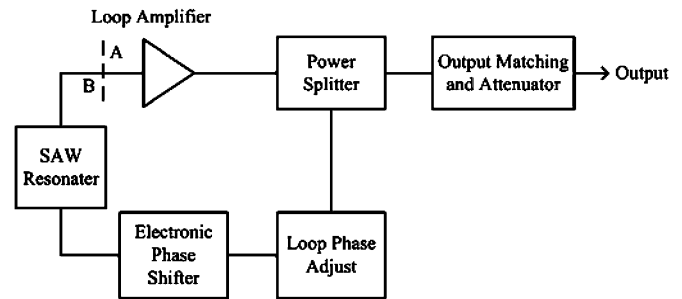 Loop Amplifier
A
B
Power
Splitter
Output Matching
and Attenuator
Output
SAW
Resonater
Electronic
Phase
Shifter
Loop Phase
Adjust